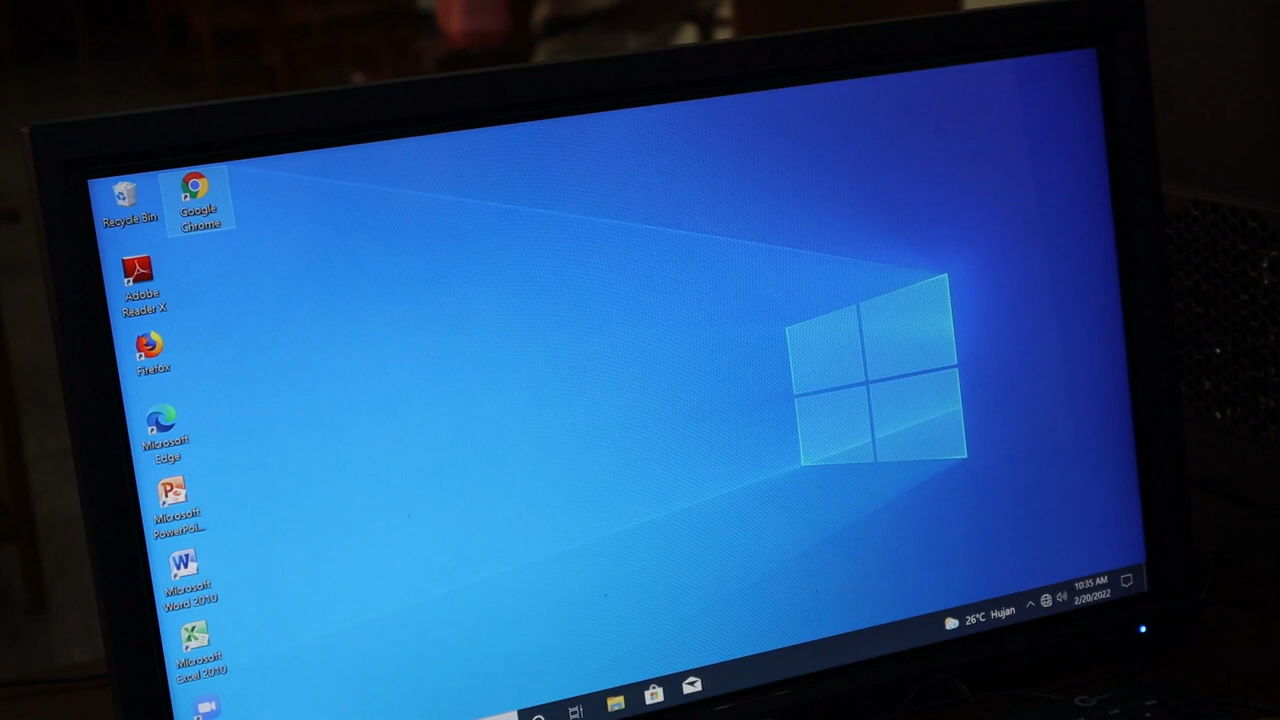 Recycle Bin
Google
Chrome
Adobe
Reader X
Firefox
Microsoft
Edge
Microsoft
PowerPoi...
Microsoft
Word 2010
Microsoft
Excel 2010
26°C Hujan
10:35 AM
2/20/2022